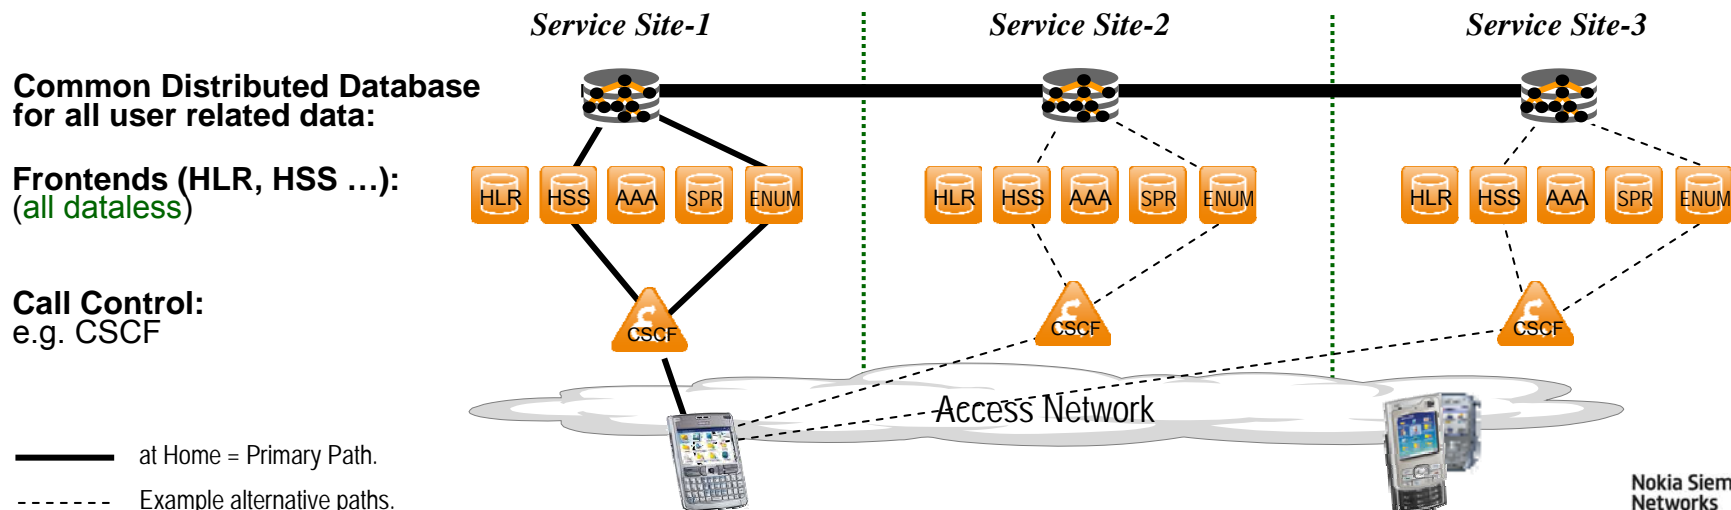 Service Site-1
Service Site-2
Service Site-3
Common Distributed Database
for all user related data:
Frontends (HLR, HSS …):
(all dataless)
HLR HSS AAA SPR ENUM
HLR HSS AAA SPR ENUM
HLR HSS AAA SPR ENUM
Call Control:
e.g. CSCF
CSCF
CSCF
CSCF
Access Network
at Home = Primary Path.
Example alternative paths.
Nokia Siem
Networks